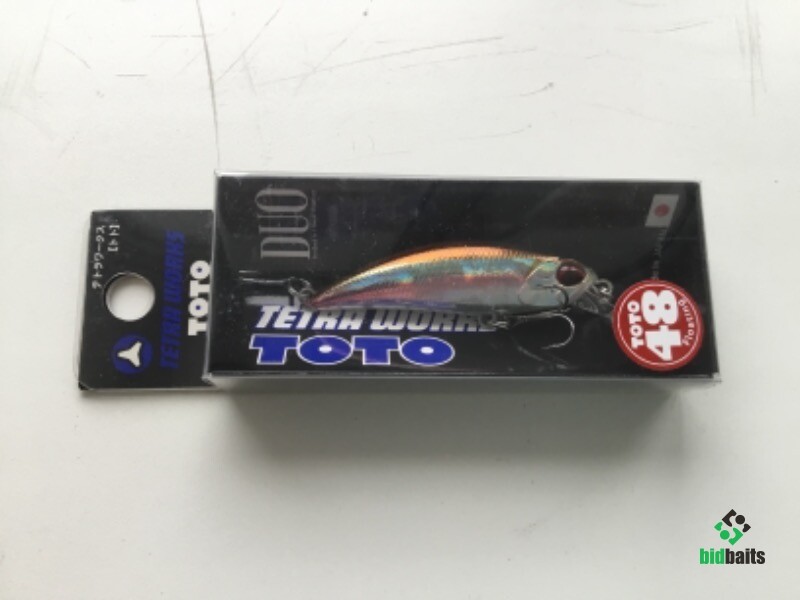 テトラワークス
【トト】
TETRA WORKS
TOTO
DUO
TETRA WORKS
TOTO
TOTO
48
Floating
bidbaits